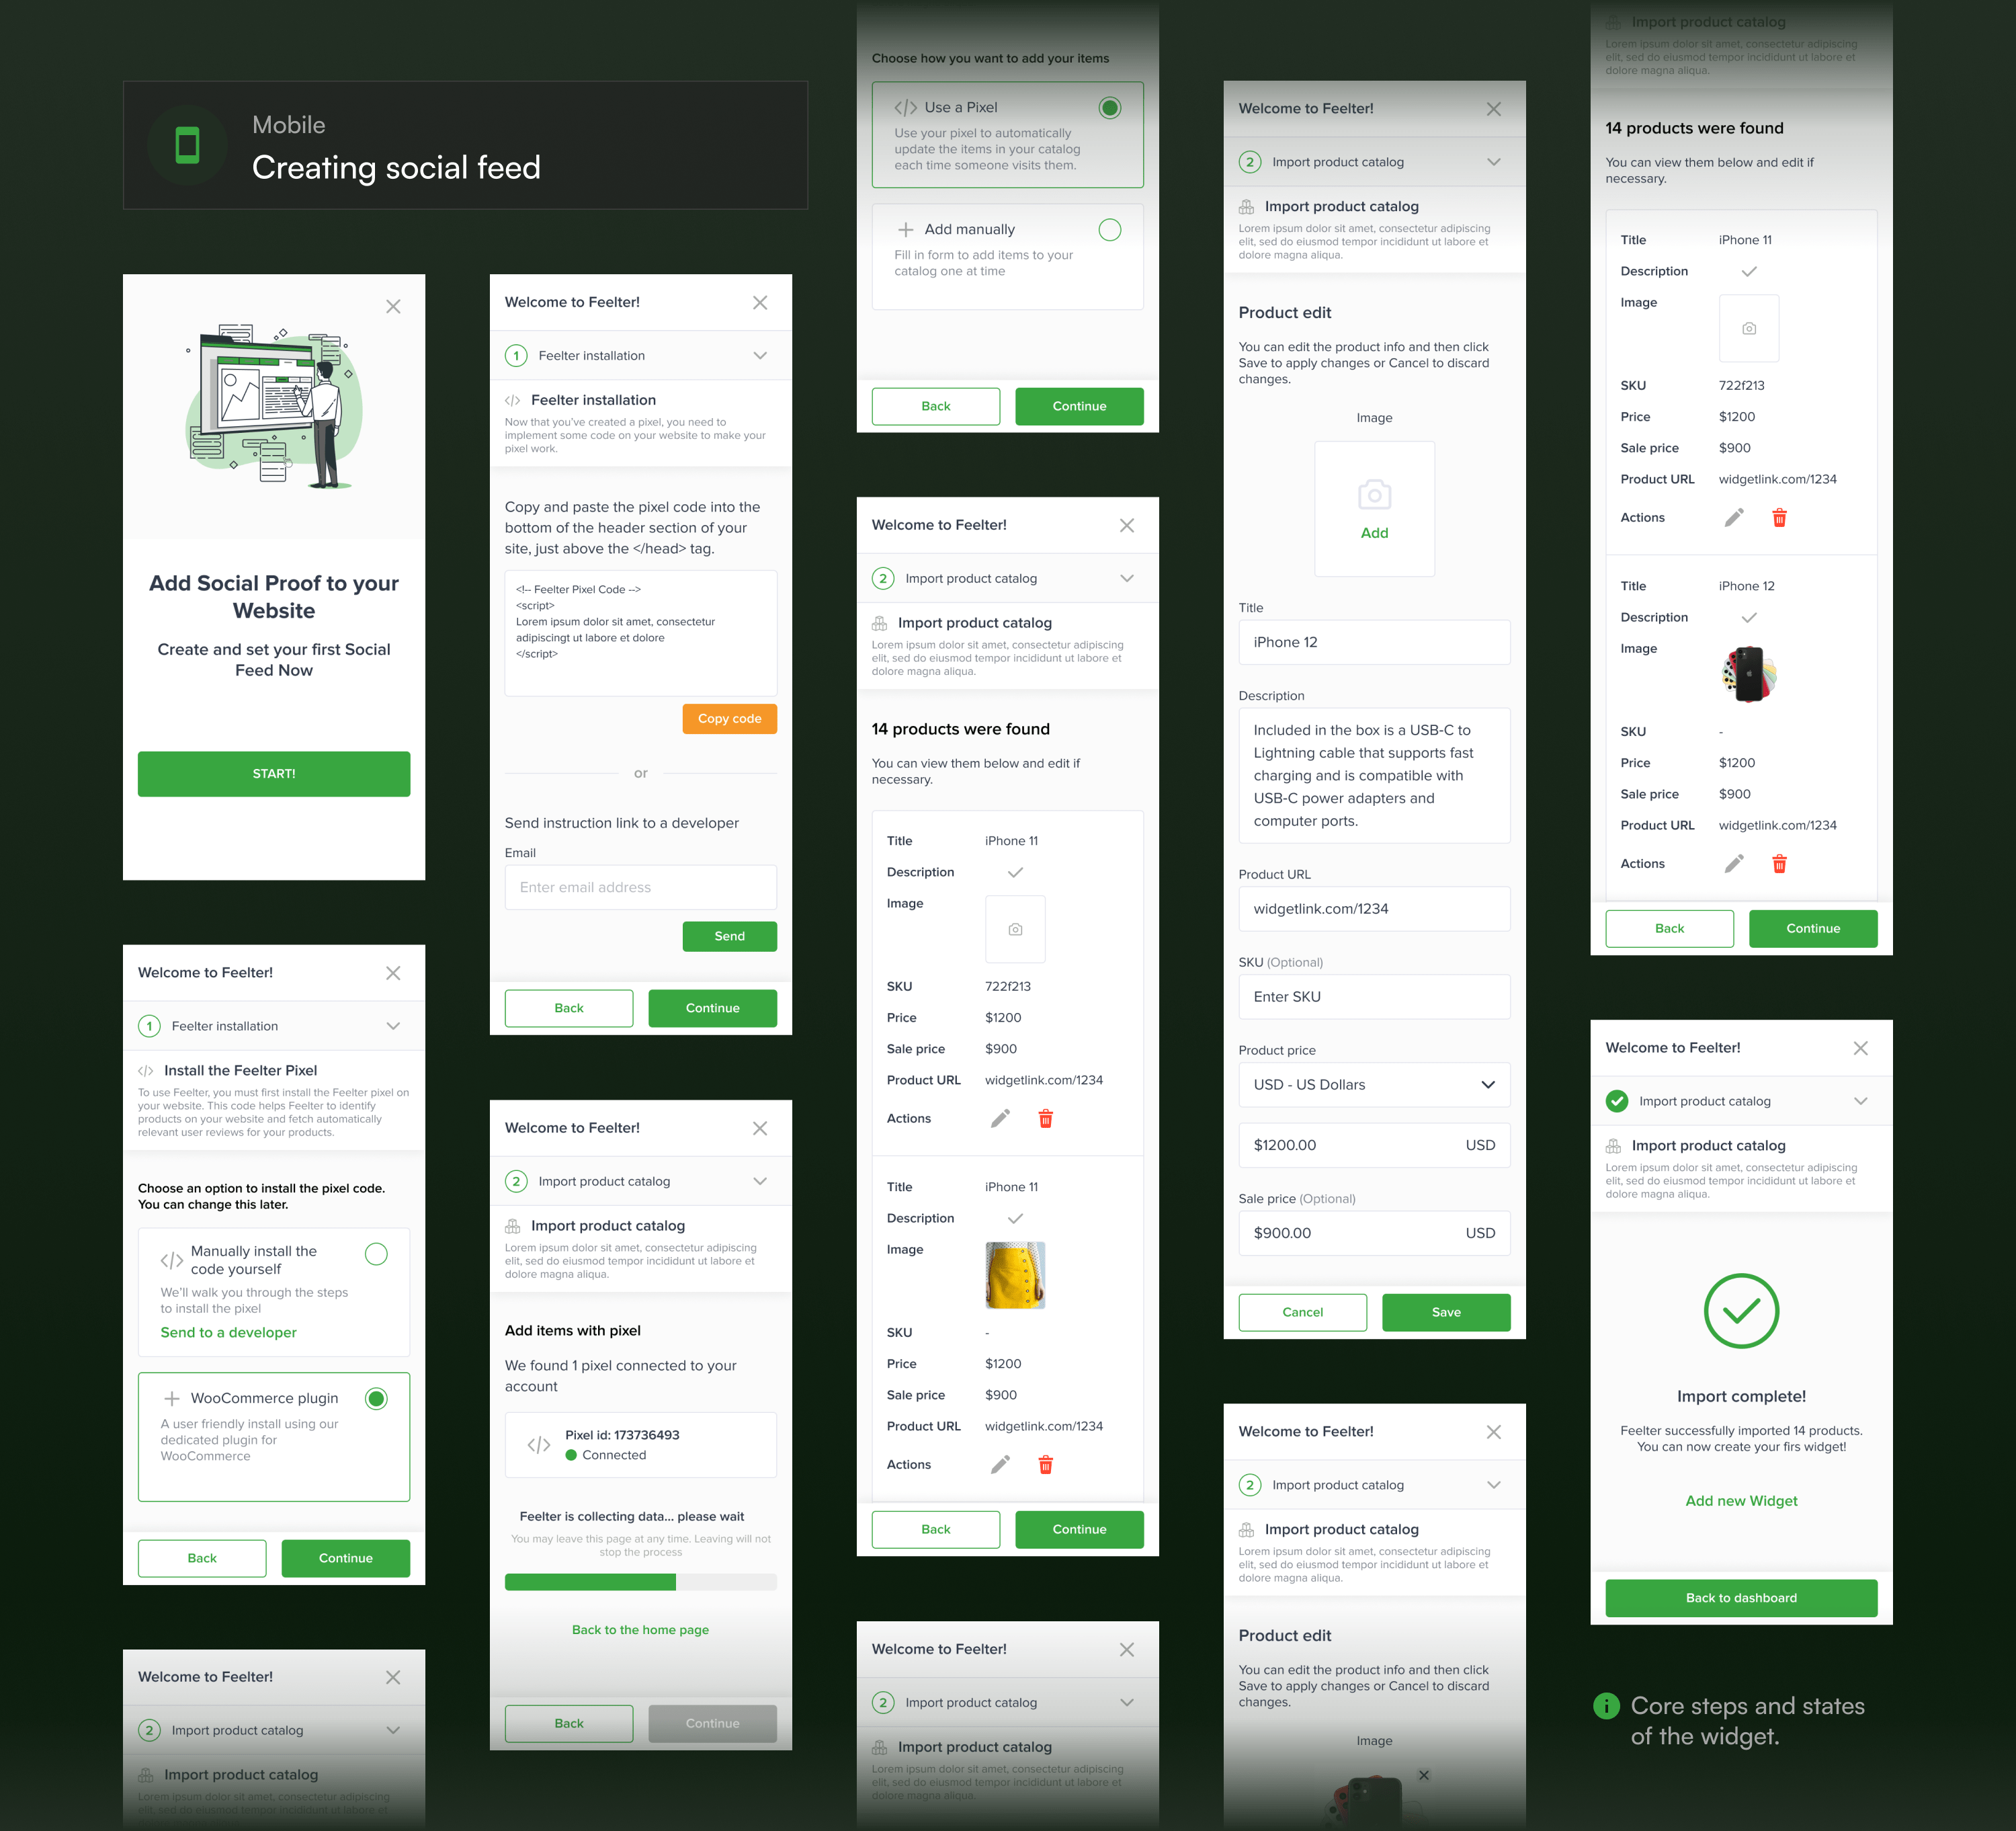 Mobile
Creating social feed
Add Social Proof to your
Website
Create and set your first Social
Feed Now
START!
Welcome to Feelter!
1
Feelter installation
Install the Feelter Pixel
To use Feelter, you must first install the Feelter pixel on
your website. This code helps Feelter to identify
products on your website and fetch automatically
relevant user reviews for your products.
Choose an option to install the pixel code.
You can change this later.
Manually install the
code yourself
We'll walk you through the steps
to install the pixel
Send to a developer
WooCommerce plugin
A user friendly install using our
dedicated plugin for
WooCommerce
Back
Continue
Welcome to Feelter!
2
Import product catalog
Import product catalog
Lorem ipsum dolor sit amet, consectetur adipiscing
elit, sed do eiusmod tempor incididunt ut labore et
Welcome to Feelter!
1
Feelter installation
Feelter installation
Now that you've created a pixel, you need to
implement some code on your website to make your
pixel work.
Copy and paste the pixel code into the
bottom of the header section of your
site, just above the </head> tag.
<!-- Feelter Pixel Code -->
<script>
Lorem ipsum dolor sit amet, consectetur
adipiscingt ut labore et dolore
</script>
Copy code
or
Send instruction link to a developer
Email
Enter email address
Send
Back
Continue
Welcome to Feelter!
2
Import product catalog
Import product catalog
Lorem ipsum dolor sit amet, consectetur adipiscing
elit, sed do eiusmod tempor incididunt ut labore et
dolore magna aliqua.
Add items with pixel
We found 1 pixel connected to your
account
Pixel id: 173736493
Connected
Feelter is collecting data... please wait
You may leave this page at any time. Leaving will not
stop the process
Back to the home page
Back
Continue
Choose how you want to add your items
Use a Pixel
Use your pixel to automatically
update the items in your catalog
each time someone visits them.
Add manually
Fill in form to add items to your
catalog one at time
Back
Continue
Welcome to Feelter!
2
Import product catalog
Import product catalog
Lorem ipsum dolor sit amet, consectetur adipiscing
elit, sed do eiusmod tempor incididunt ut labore et
dolore magna aliqua.
14 products were found
You can view them below and edit if
necessary.
Title iPhone 11
Description
Image
SKU 722f213
Price $1200
Sale price $900
Product URL widgetlink.com/1234
Actions
Title iPhone 11
Description
Image
SKU -
Price $1200
Sale price $900
Product URL widgetlink.com/1234
Actions
Back
Continue
Welcome to Feelter!
2
Import product catalog
Import product catalog
Lorem ipsum dolor sit amet, consectetur adipiscing
elit, sed do eiusmod tempor incididunt ut labore et
dolore magna aliqua.
Welcome to Feelter!
2
Import product catalog
Import product catalog
Lorem ipsum dolor sit amet, consectetur adipiscing
elit, sed do eiusmod tempor incididunt ut labore et
dolore magna aliqua.
Product edit
You can edit the product info and then click
Save to apply changes or Cancel to discard
changes.
Image
Add
Title
iPhone 12
Description
Included in the box is a USB-C to
Lightning cable that supports fast
charging and is compatible with
USB-C power adapters and
computer ports.
Product URL
widgetlink.com/1234
SKU (Optional)
Enter SKU
Product price
USD - US Dollars
$1200.00 USD
Sale price (Optional)
$900.00 USD
Cancel
Save
Welcome to Feelter!
2
Import product catalog
Import product catalog
Lorem ipsum dolor sit amet, consectetur adipiscing
elit, sed do eiusmod tempor incididunt ut labore et
dolore magna aliqua.
Product edit
You can edit the product info and then click
Save to apply changes or Cancel to discard
changes.
Image
Import product catalog
Lorem ipsum dolor sit amet, consectetur adipiscing
elit, sed do eiusmod tempor incididunt ut labore et
dolore magna aliqua.
14 products were found
You can view them below and edit if
necessary.
Title iPhone 11
Description
Image
SKU 722f213
Price $1200
Sale price $900
Product URL widgetlink.com/1234
Actions
Title iPhone 12
Description
Image
SKU -
Price $1200
Sale price $900
Product URL widgetlink.com/1234
Actions
Back
Continue
Welcome to Feelter!
Import product catalog
Import product catalog
Lorem ipsum dolor sit amet, consectetur adipiscing
elit, sed do eiusmod tempor incididunt ut labore et
dolore magna aliqua.
Import complete!
Feelter successfully imported 14 products.
You can now create your firs widget!
Add new Widget
Back to dashboard
Core steps and states
of the widget.